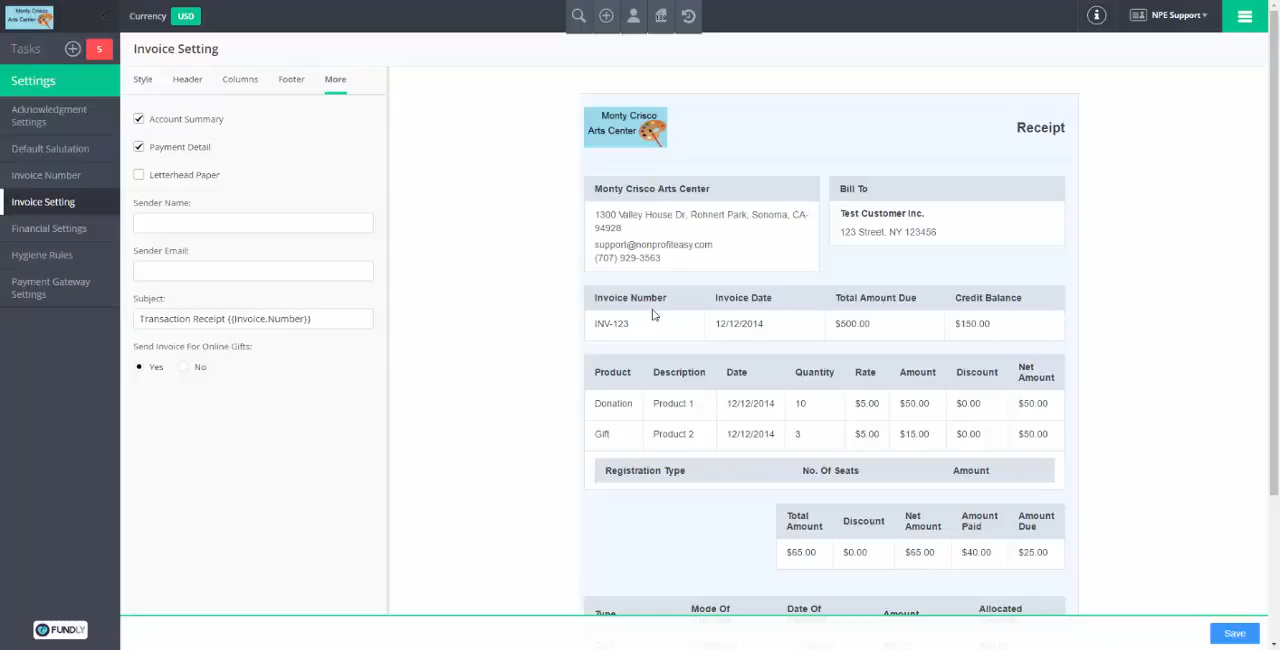 Monty Crisco
Arts Center
Currency USD
NPE Support
Tasks 5
Invoice Setting
Settings
Acknowledgment
Settings
Default Salutation
Invoice Number
Invoice Setting
Financial Settings
Hygiene Rules
Payment Gateway
Settings
FUNDLY
Style Header Columns Footer More
Account Summary
Payment Detail
Letterhead Paper
Sender Name:
Sender Email:
Subject:
Transaction Receipt {{Invoice.Number}}
Send Invoice For Online Gifts:
Yes No
Monty Crisco
Arts Center
Receipt
Monty Crisco Arts Center
1300 Valley House Dr, Rohnert Park, Sonoma, CA-
94928
support@nonprofiteasy.com
(707) 929-3563
Bill To
Test Customer Inc.
123 Street, NY 123456
Invoice Number Invoice Date Total Amount Due Credit Balance
INV-123 12/12/2014 $500.00 $150.00
Product Description Date Quantity Rate Amount Discount Net Amount
Donation Product 1 12/12/2014 10 $5.00 $50.00 $0.00 $50.00
Gift Product 2 12/12/2014 3 $5.00 $15.00 $0.00 $50.00
Registration Type No. Of Seats Amount
Total Amount Discount Net Amount Amount Paid Amount Due
$65.00 $0.00 $65.00 $40.00 $25.00
Type Mode Of Date Of Amount Allocated
Save